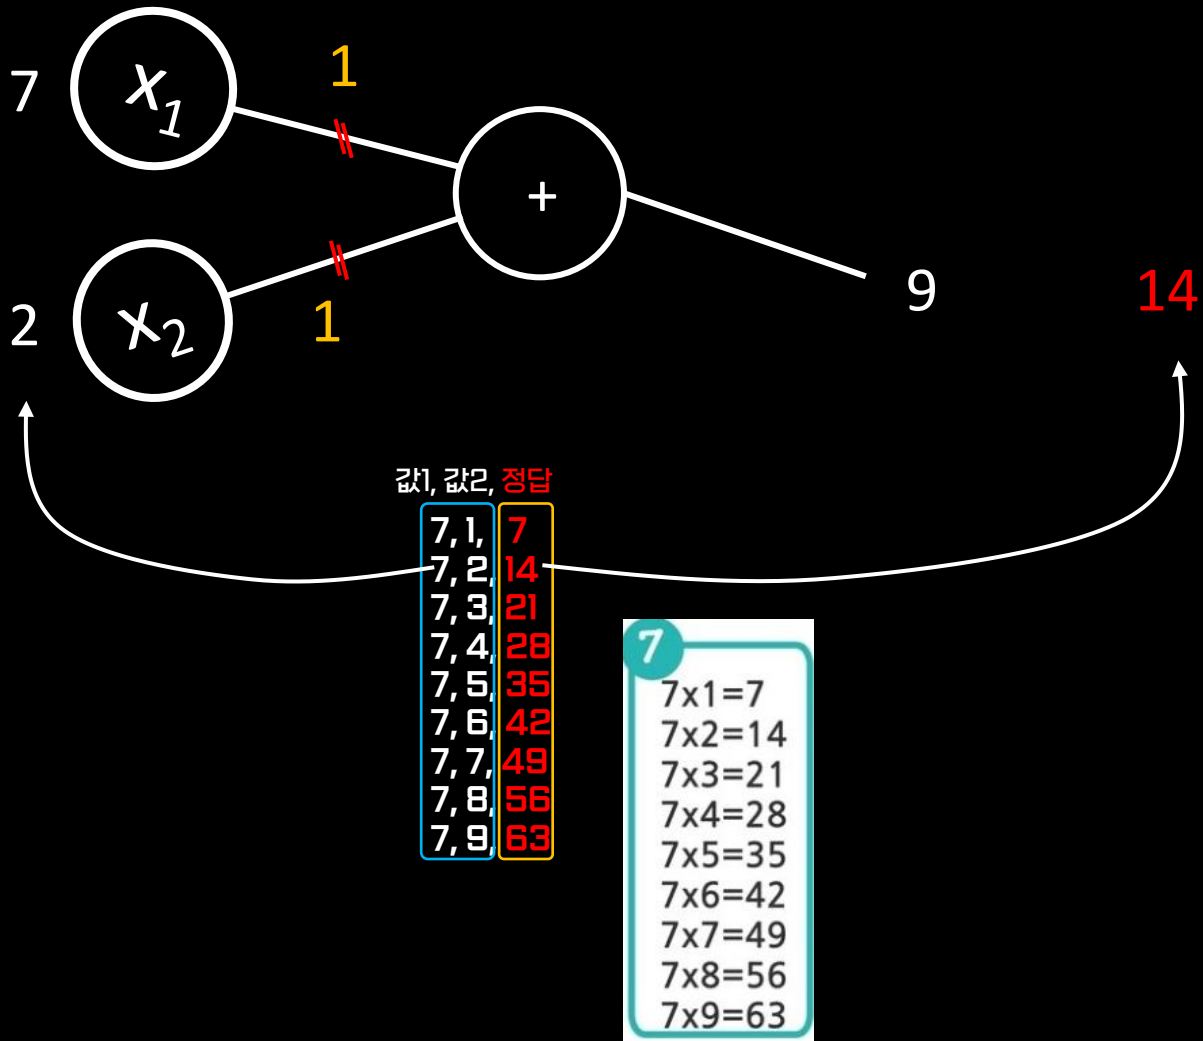 7
x1
1
+
2
x2
1
9
14
값1, 값2, 정답
7, 1, 7
7, 2, 14
7, 3, 21
7, 4, 28
7, 5, 35
7, 6, 42
7, 7, 49
7, 8, 56
7, 9, 63
7
7x1=7
7x2=14
7x3=21
7x4=28
7x5=35
7x6=42
7x7=49
7x8=56
7x9=63